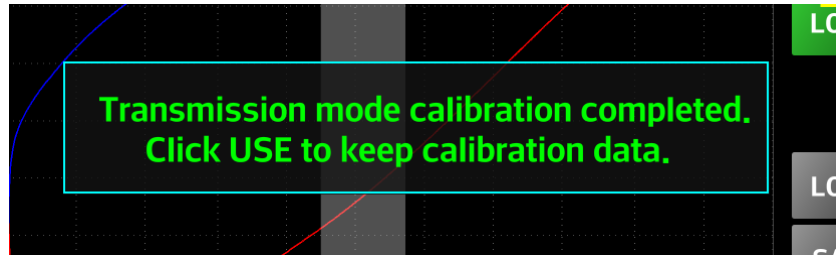 Transmission mode calibration completed.
Click USE to keep calibration data.